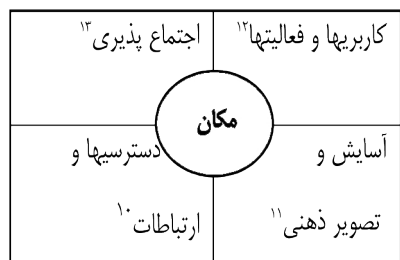 کاربریها و فعالیتها۱۲
اجتماع پذیری۱۳
مکان
آسایش و
تصویر ذهنی۱۱
دسترسیها و
ارتباطات۱۰